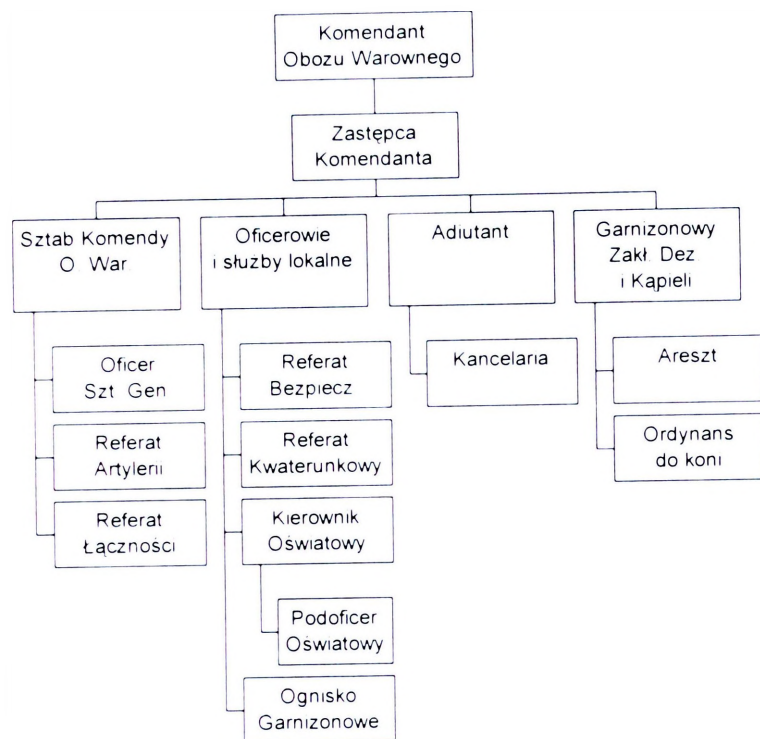 Komendant
Obozu Warownego
Zastępca
Komendanta
Sztab Komendy
O. War.
Oficerowie
i służby lokalne
Adiutant
Garnizonowy
Zakł. Dez.
i Kąpieli
Oficer
Szt. Gen
Referat
Artylerii
Referat
Łączności
Referat
Bezpiecz
Referat
Kwaterunkowy
Kierownik
Oświatowy
Podoficer
Oświatowy
Ognisko
Garnizonowe
Kancelaria
Areszt
Ordynans
do koni